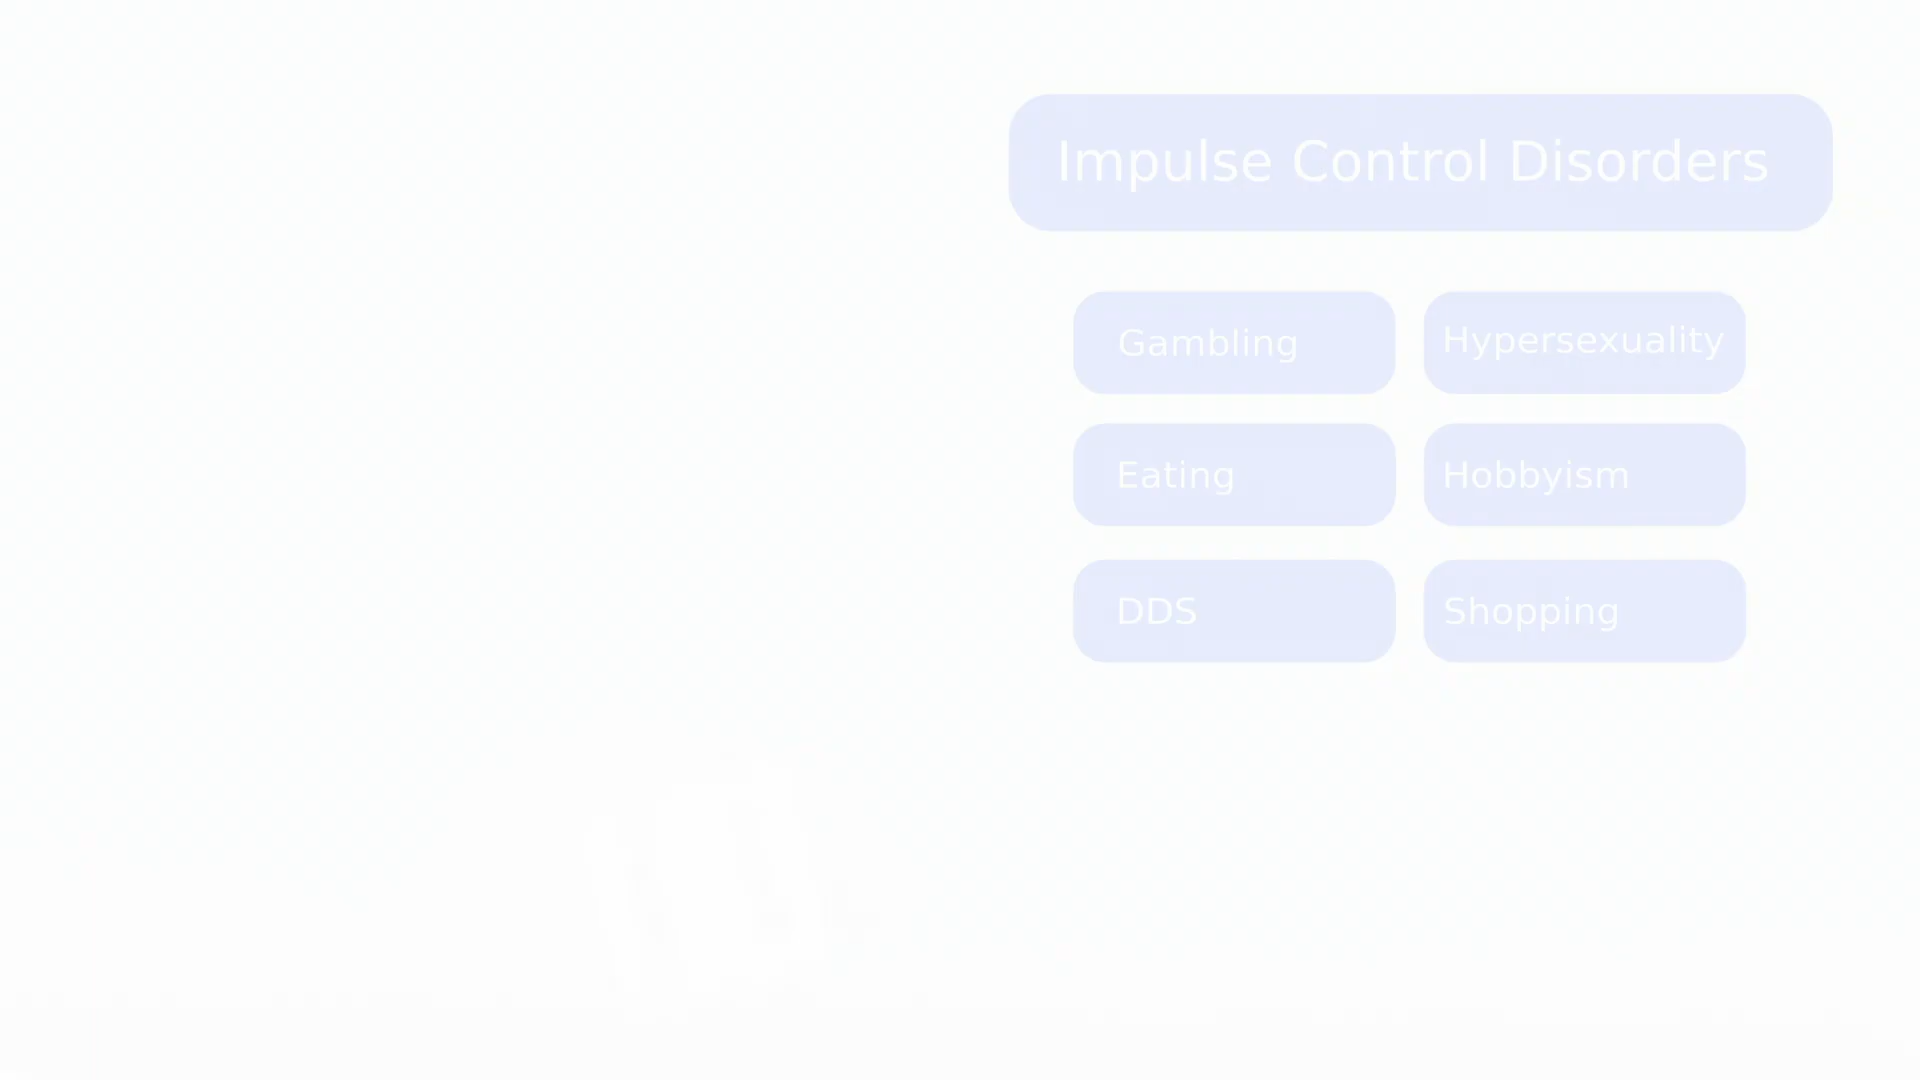 Impulse Control Disorders
Gambling
Hypersexuality
Eating
Hobbyism
DDS
Shopping